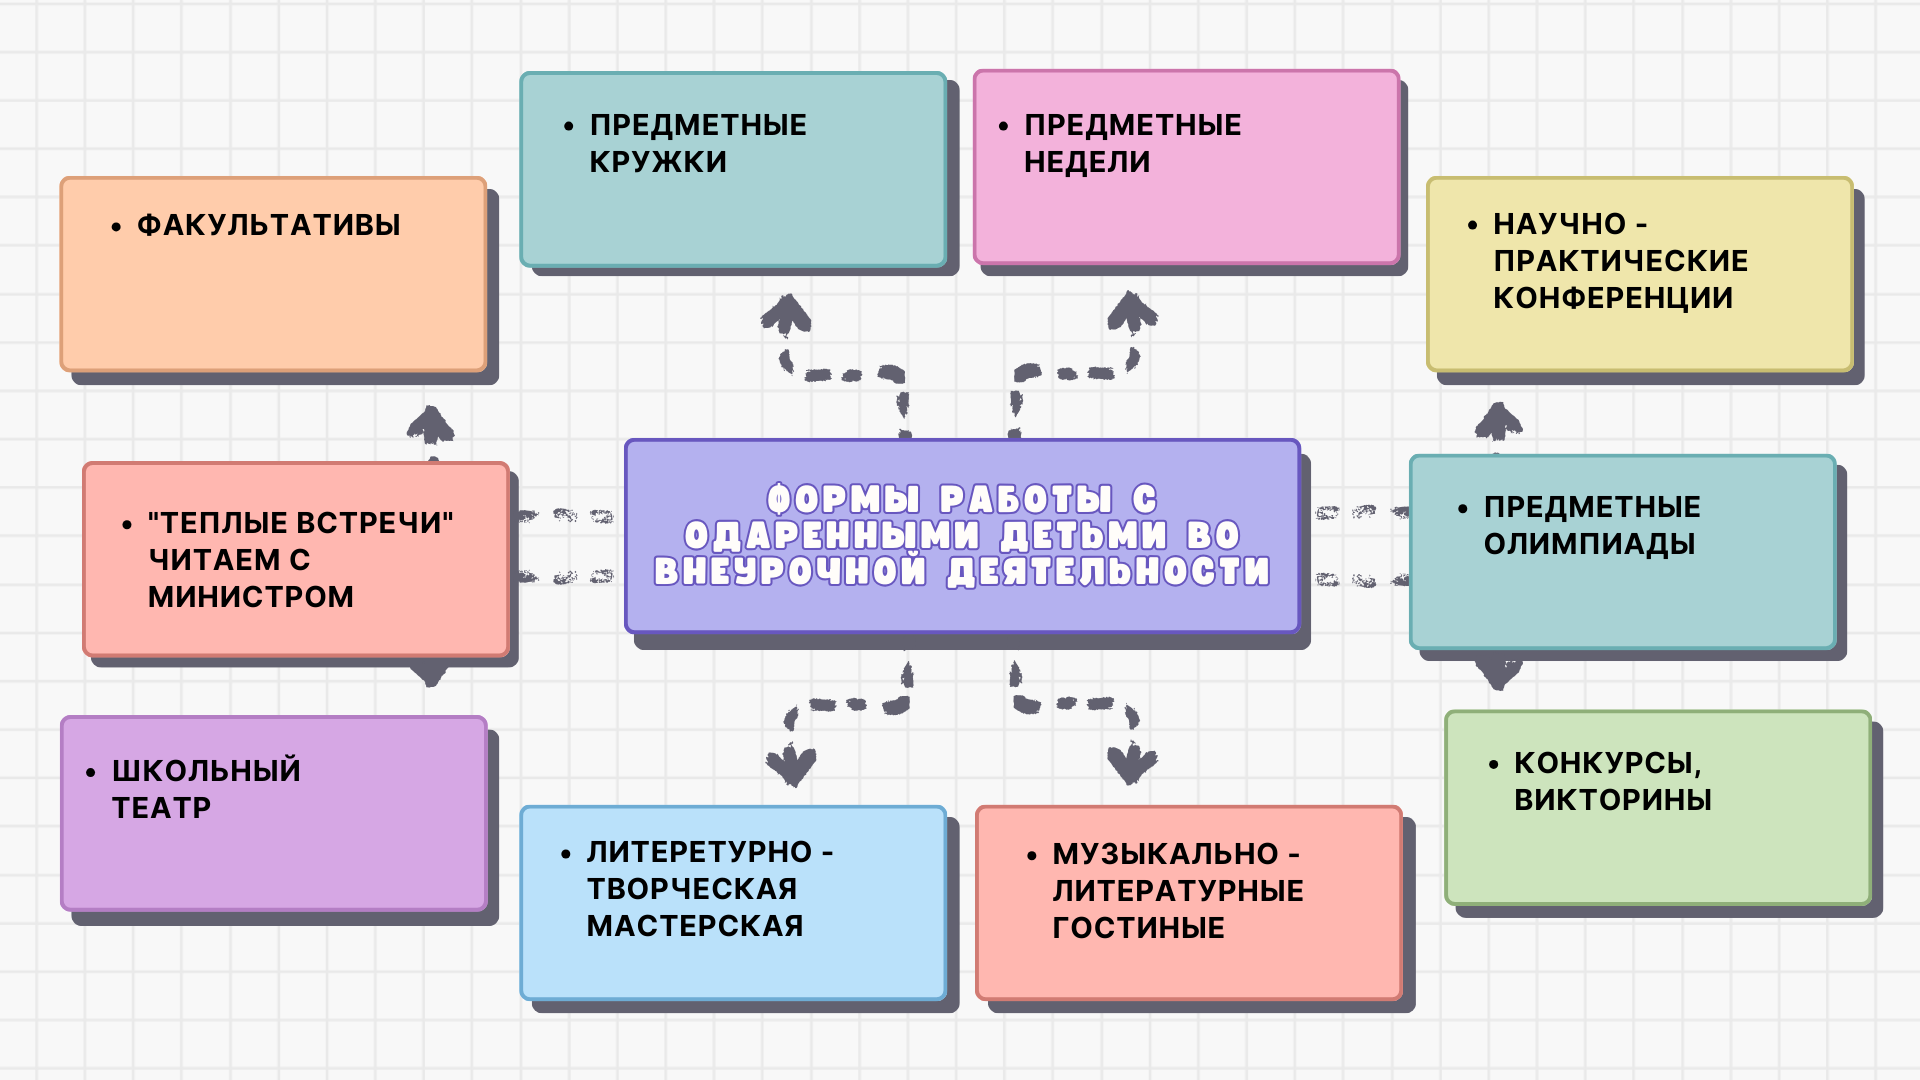 • ПРЕДМЕТНЫЕ
КРУЖКИ
• ПРЕДМЕТНЫЕ
НЕДЕЛИ
• ФАКУЛЬТАТИВЫ
• НАУЧНО -
ПРАКТИЧЕСКИЕ
КОНФЕРЕНЦИИ
• "ТЕПЛЫЕ ВСТРЕЧИ"
ЧИТАЕМ С
МИНИСТРОМ
ФОРМЫ РАБОТЫ С
ОДАРЕННЫМИ ДЕТЬМИ ВО
ВНЕУРОЧНОЙ ДЕЯТЕЛЬНОСТИ
• ПРЕДМЕТНЫЕ
ОЛИМПИАДЫ
• ШКОЛЬНЫЙ
ТЕАТР
• ЛИТЕРЕТУРНО -
ТВОРЧЕСКАЯ
МАСТЕРСКАЯ
• МУЗЫКАЛЬНО -
ЛИТЕРАТУРНЫЕ
ГОСТИНЫЕ
• КОНКУРСЫ,
ВИКТОРИНЫ